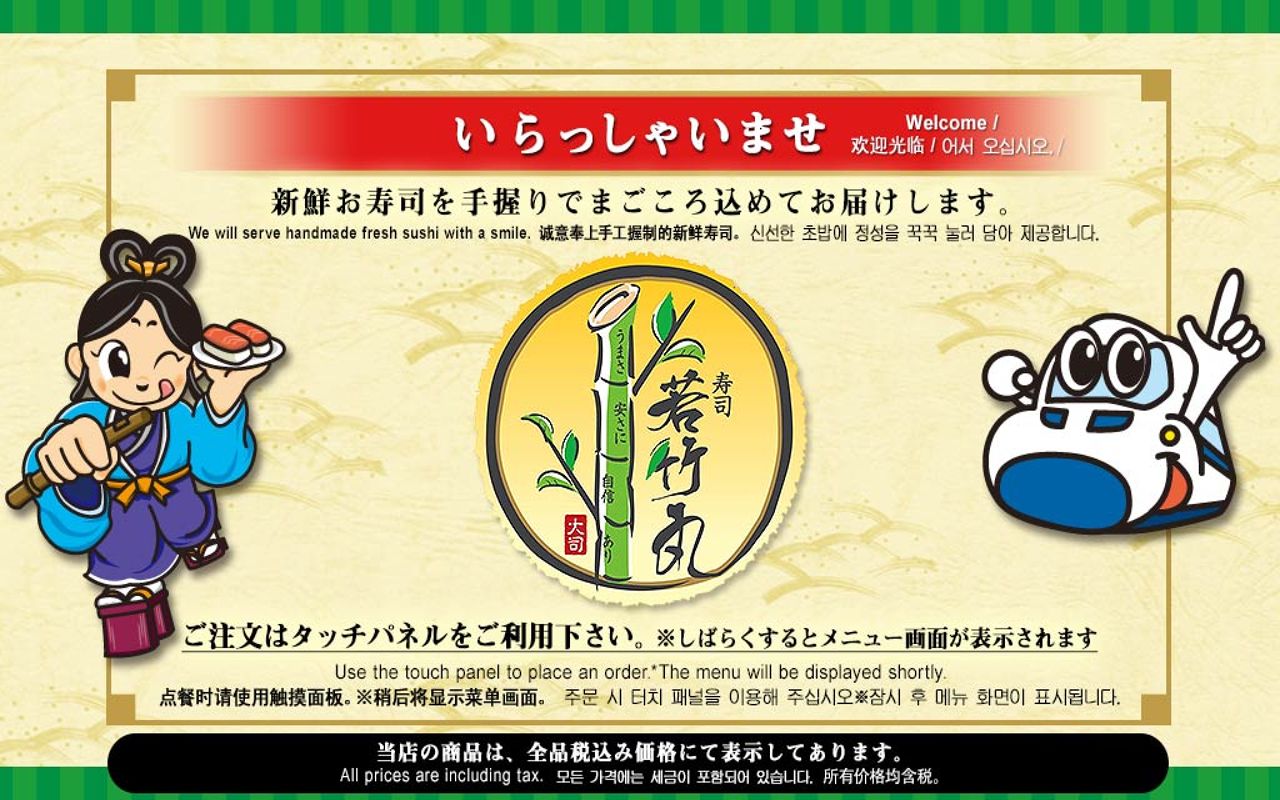 いらっしゃいませ
Welcome /
欢迎光临 / 어서 오십시오. /
新鮮お寿司を手握りでまごころ込めてお届けします。
We will serve handmade fresh sushi with a smile. 诚意奉上手工握制的新鲜寿司。 신선한 초밥에 정성을 꾹꾹 눌러 담아 제공합니다.
寿司
若竹丸
うまさ 安さに 自信 あり
大司
ご注文はタッチパネルをご利用下さい。※しばらくするとメニュー画面が表示されます
Use the touch panel to place an order.*The menu will be displayed shortly.
点餐时请使用触摸面板。※稍后将显示菜单画面。 주문 시 터치 패널을 이용해 주십시오※잠시 후 메뉴 화면이 표시됩니다.
当店の商品は、全品税込み価格にて表示してあります。
All prices are including tax. 모든 가격에는 세금이 포함되어 있습니다. 所有价格均含税。